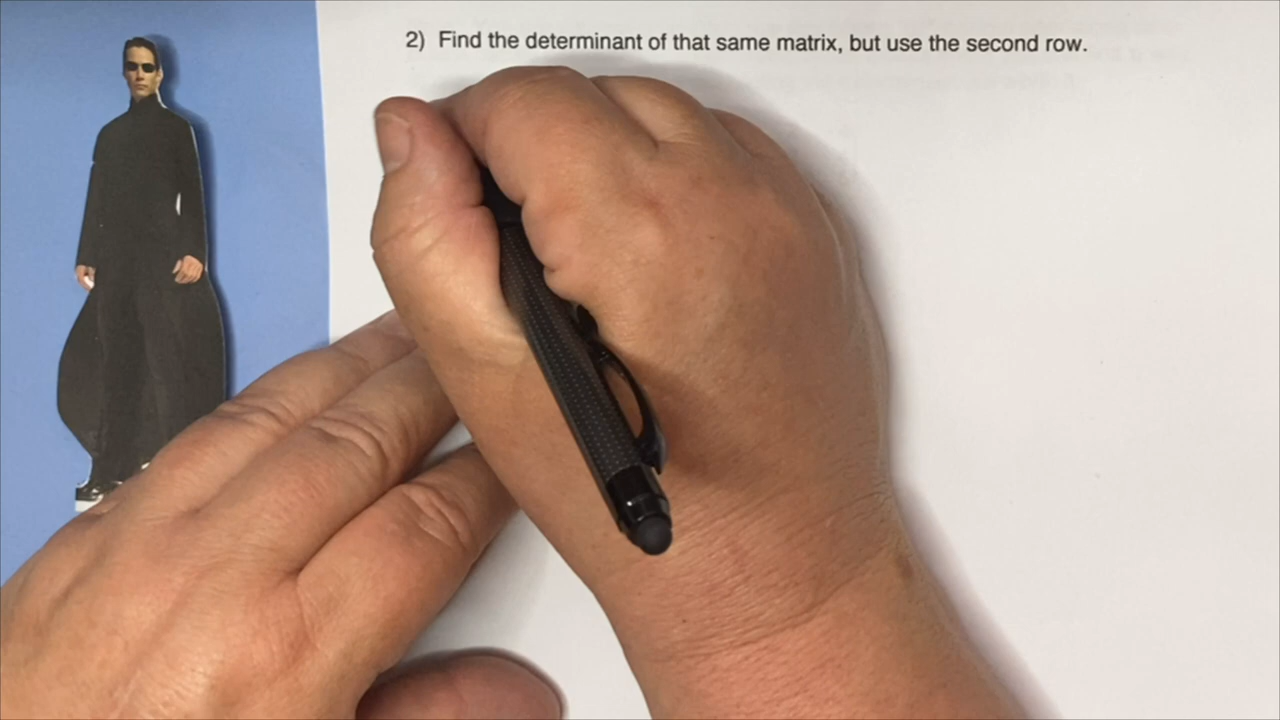 2) Find the determinant of that same matrix, but use the second row.